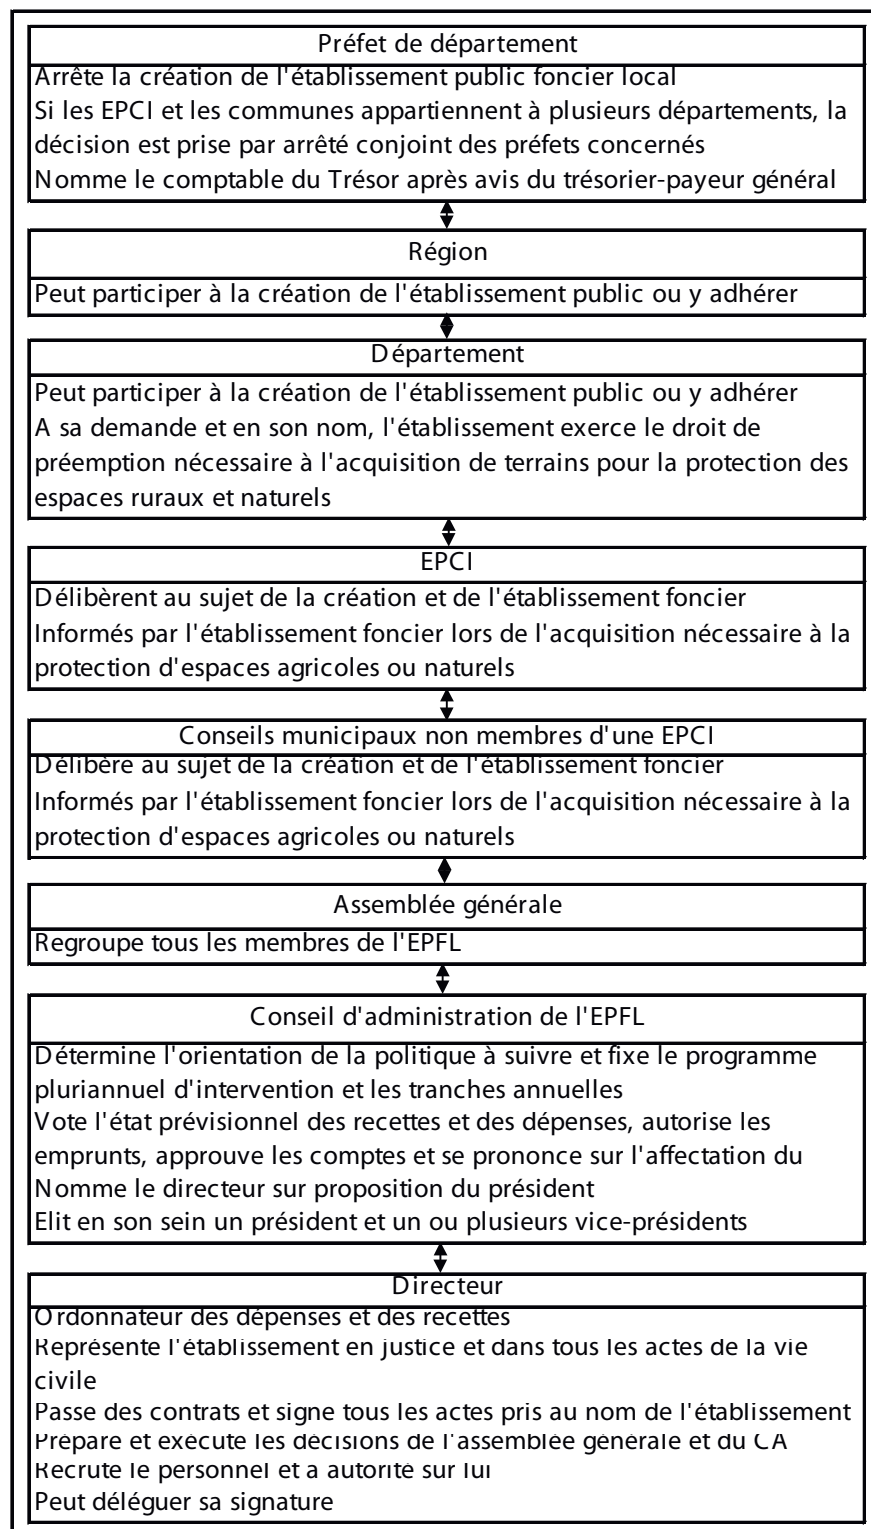 Préfet de département
Arrête la création de l'établissement public foncier local
Si les EPCI et les communes appartiennent à plusieurs départements, la
décision est prise par arrêté conjoint des préfets concernés
Nomme le comptable du Trésor après avis du trésorier-payeur général
Région
Peut participer à la création de l'établissement public ou y adhérer
Département
Peut participer à la création de l'établissement public ou y adhérer
A sa demande et en son nom, l'établissement exerce le droit de
préemption nécessaire à l'acquisition de terrains pour la protection des
espaces ruraux et naturels
EPCI
Délibèrent au sujet de la création et de l'établissement foncier
Informés par l'établissement foncier lors de l'acquisition nécessaire à la
protection d'espaces agricoles ou naturels
Conseils municipaux non membres d'une EPCI
Délibère au sujet de la création et de l'établissement foncier
Informés par l'établissement foncier lors de l'acquisition nécessaire à la
protection d'espaces agricoles ou naturels
Assemblée générale
Regroupe tous les membres de l'EPFL
Conseil d'administration de l'EPFL
Détermine l'orientation de la politique à suivre et fixe le programme
pluriannuel d'intervention et les tranches annuelles
Vote l'état prévisionnel des recettes et des dépenses, autorise les
emprunts, approuve les comptes et se prononce sur l'affectation du
Nomme le directeur sur proposition du président
Elit en son sein un président et un ou plusieurs vice-présidents
Directeur
Ordonnateur des dépenses et des recettes
Représente l'établissement en justice et dans tous les actes de la vie
civile
Passe des contrats et signe tous les actes pris au nom de l'établissement
Prépare et exécute les décisions de l'assemblée générale et du CA
Recrute le personnel et a autorité sur lui
Peut déléguer sa signature